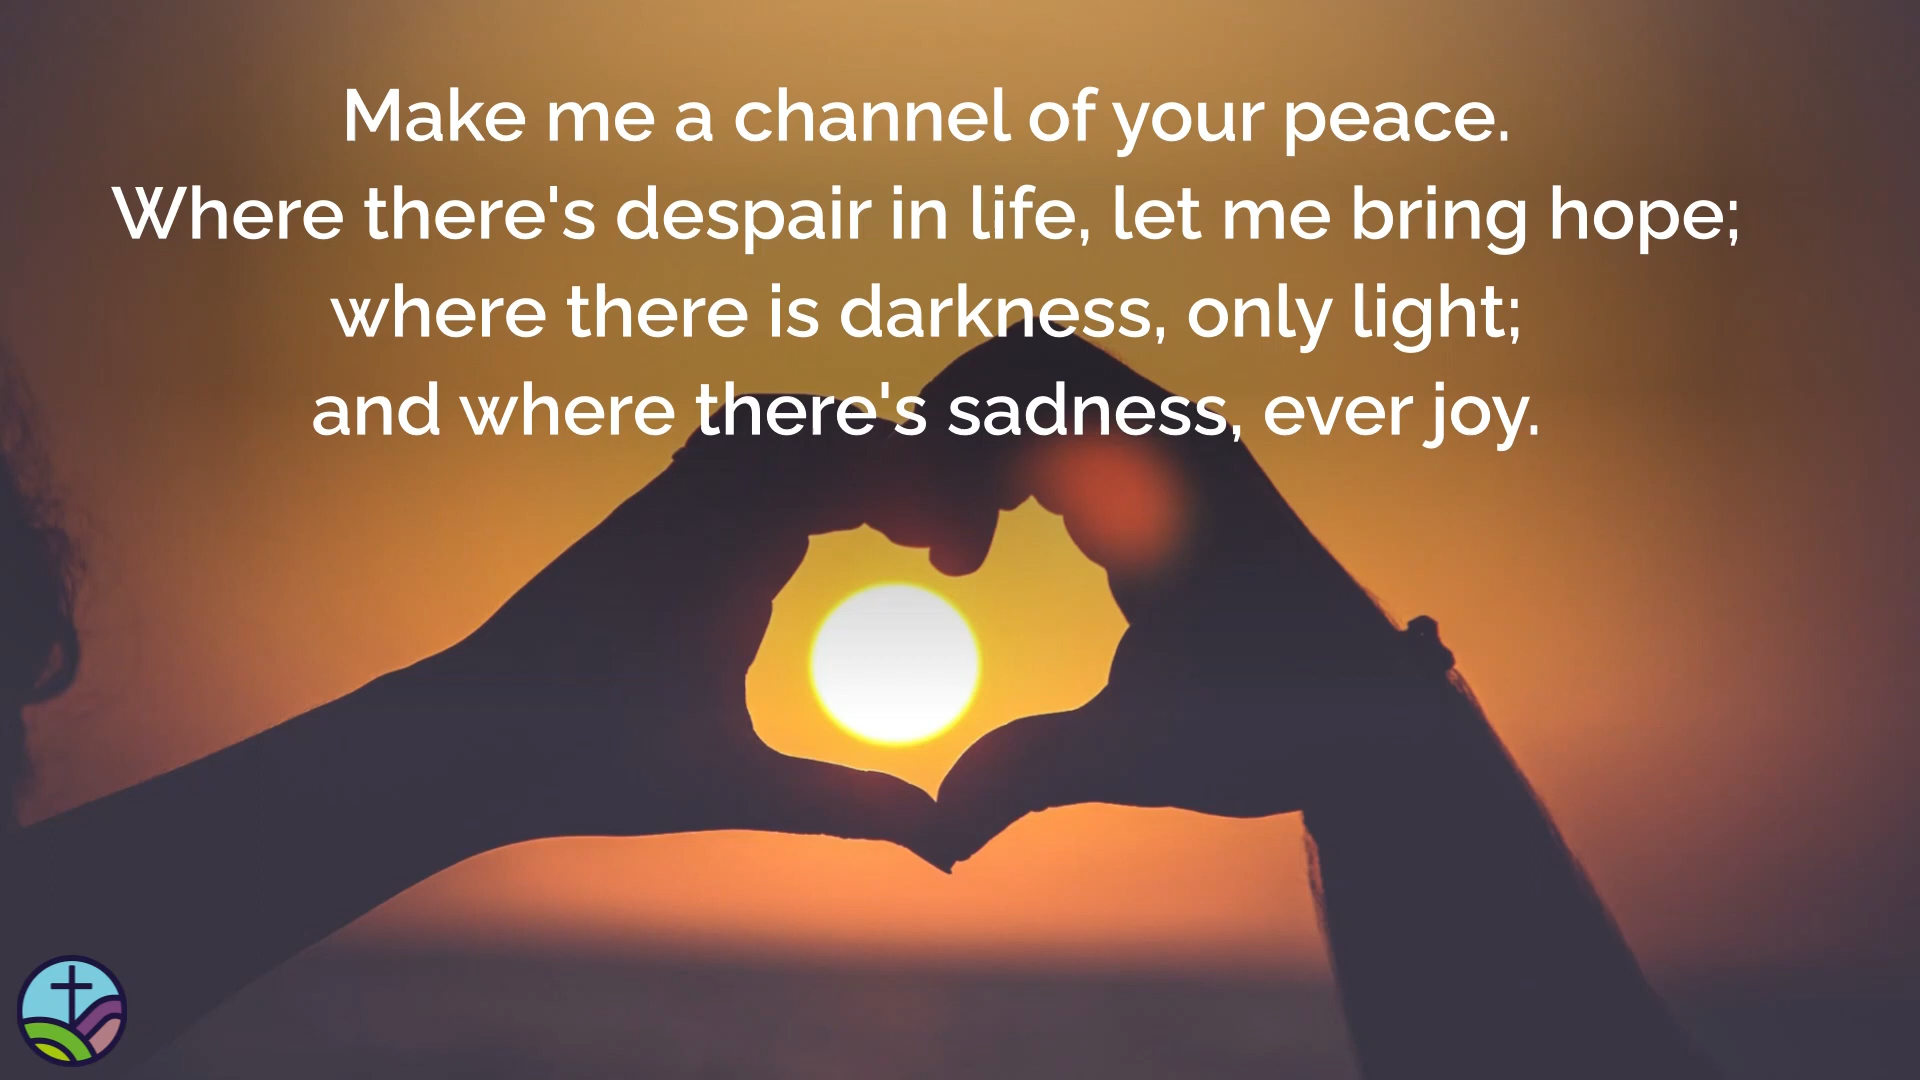 Make me a channel of your peace.
Where there's despair in life, let me bring hope;
where there is darkness, only light;
and where there's sadness, ever joy.